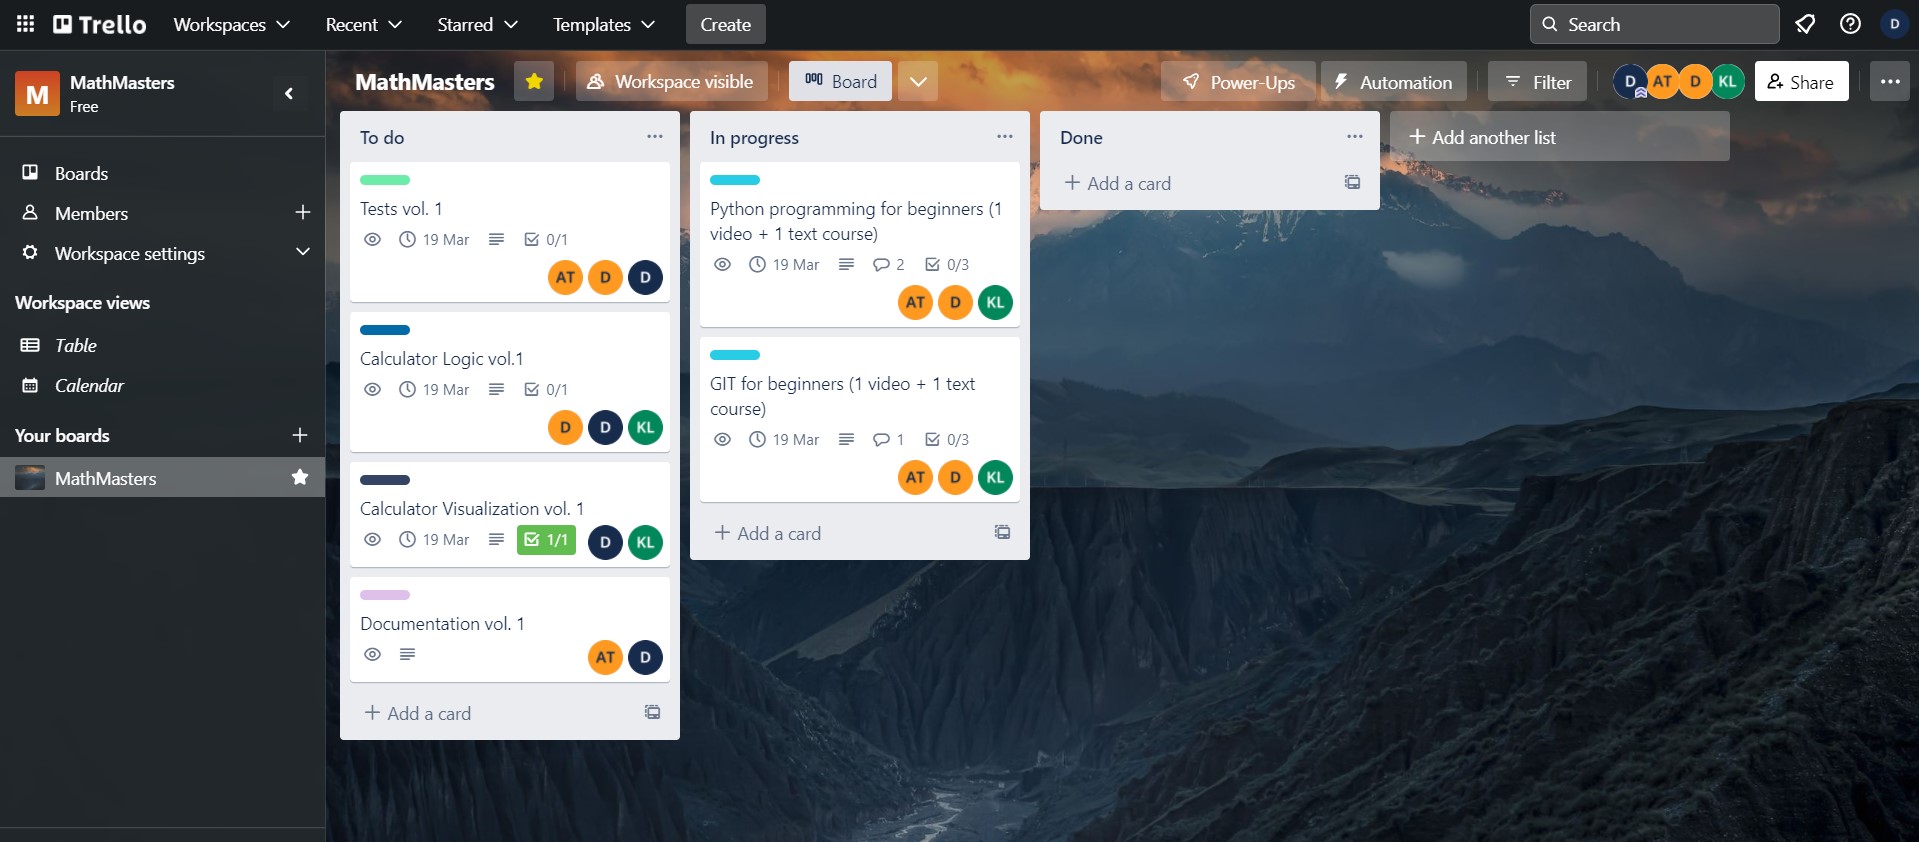 Trello
Workspaces
Recent
Starred
Templates
Create
Search
D
M
MathMasters
Free
Boards
Members
Workspace settings
Workspace views
Table
Calendar
Your boards
MathMasters
MathMasters
Workspace visible
Board
Power-Ups
Automation
Filter
D
AT
D
KL
Share
To do
Tests vol. 1
19 Mar
0/1
AT
D
D
Calculator Logic vol.1
19 Mar
0/1
D
D
KL
Calculator Visualization vol. 1
19 Mar
1/1
D
KL
Documentation vol. 1
AT
D
Add a card
In progress
Python programming for beginners (1
video + 1 text course)
19 Mar
2
0/3
AT
D
KL
GIT for beginners (1 video + 1 text
course)
19 Mar
1
0/3
AT
D
KL
Add a card
Done
Add a card
Add another list